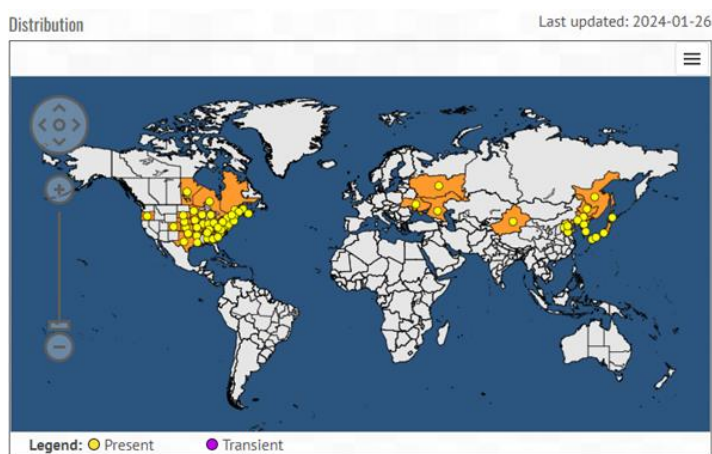 Distribution
Last updated: 2024-01-26
Legend: Present Transient